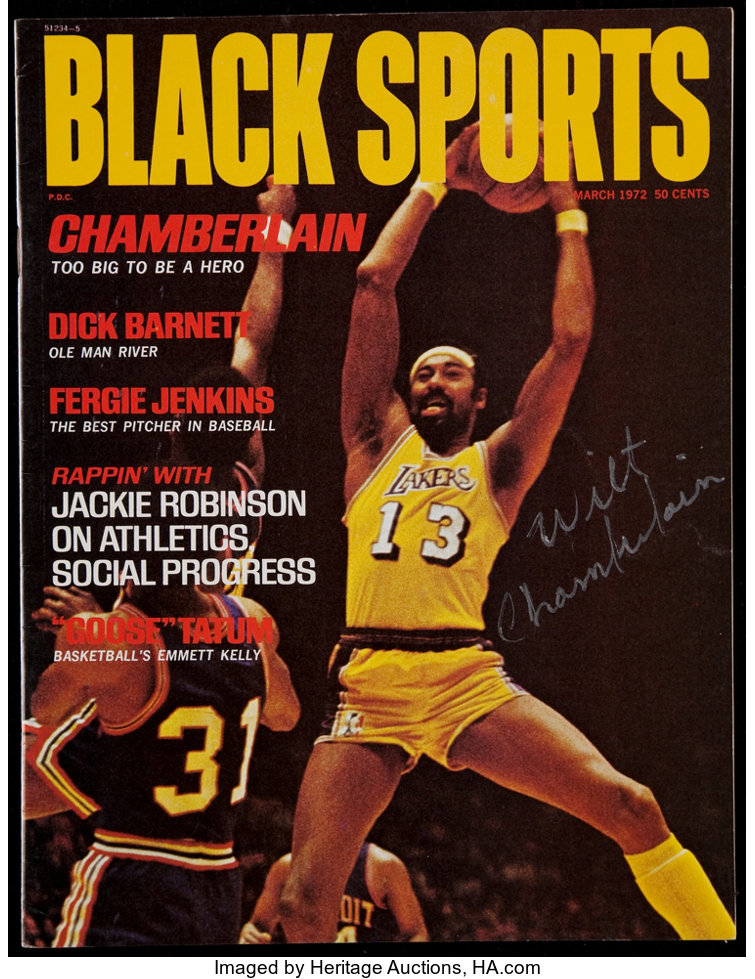 51234-5
BLACK SPORTS
P.D.C.
MARCH 1972 50 CENTS
CHAMBERLAIN
TOO BIG TO BE A HERO
DICK BARNETT
OLE MAN RIVER
FERGIE JENKINS
THE BEST PITCHER IN BASEBALL
RAPPIN' WITH
JACKIE ROBINSON
ON ATHLETICS,
SOCIAL PROGRESS
"GOOSE" TATUM
BASKETBALL'S EMMETT KELLY
LAKERS
13
Wilt
Chamberlain
31
OIT
Imaged by Heritage Auctions, HA.com